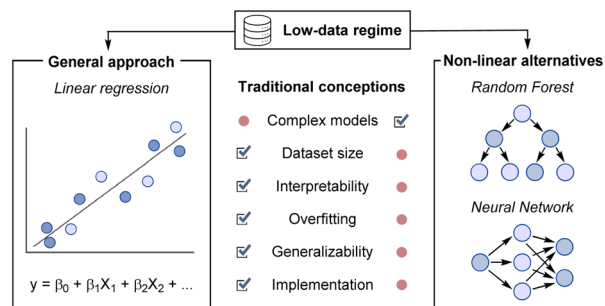 Low-data regime
General approach
Linear regression
y = β₀ + β₁X₁ + β₂X₂ + ...
Traditional conceptions
Complex models
Dataset size
Interpretability
Overfitting
Generalizability
Implementation
Non-linear alternatives
Random Forest
Neural Network